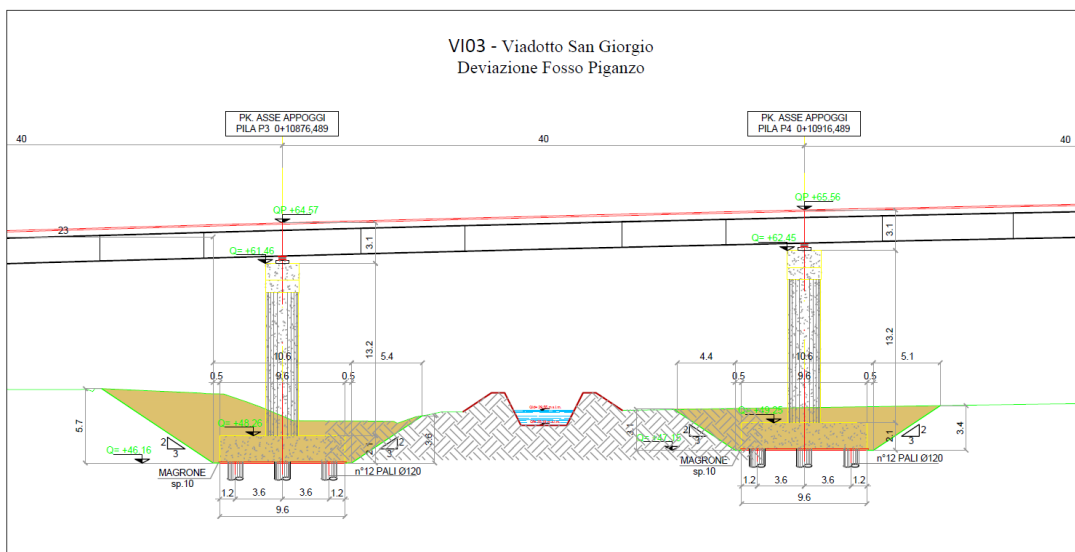 VI03 - Viadotto San Giorgio
Deviazione Fosso Piganzo
PK. ASSE APPOGGI
PILA P3 0+10876,489
PK. ASSE APPOGGI
PILA P4 0+10916,489
40
40
40
QP +64.57
QP +65.56
23
3.1
3.1
Q= +61.46
Q= +62.45
13.2
13.2
10.6
5.4
4.4
10.6
5.1
0.5
9.6
0.5
0.5
9.6
0.5
5.7
Q= +48.26
2
3
2.1
2
3
3.6
3.1
2
3
2.1
2
3
3.4
Q= +46.16
MAGRONE
sp.10
n°12 PALI Ø120
MAGRONE
sp.10
n°12 PALI Ø120
1.2
3.6
3.6
1.2
1.2
3.6
3.6
1.2
9.6
9.6